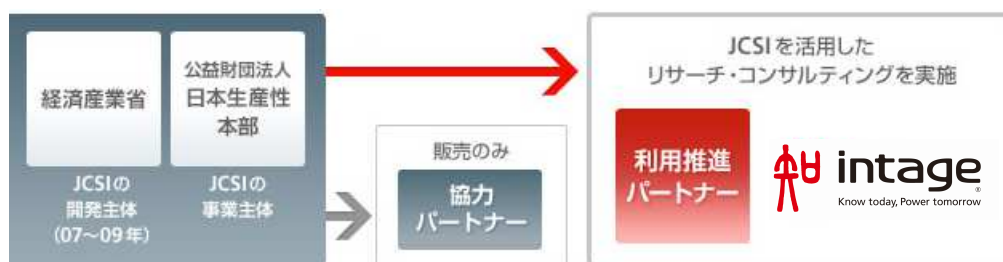 経済産業省
JCSIの
開発主体
(07〜09年)
公益財団法人
日本生産性
本部
JCSIの
事業主体
販売のみ
協力
パートナー
JCSIを活用した
リサーチ・コンサルティングを実施
利用推進
パートナー
intage
Know today, Power tomorrow